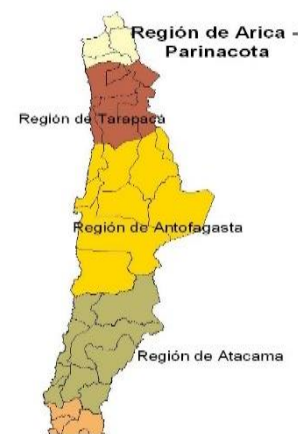 Región de Arica -
Parinacota
Región de Tarapacá
Región de Antofagasta
Región de Atacama